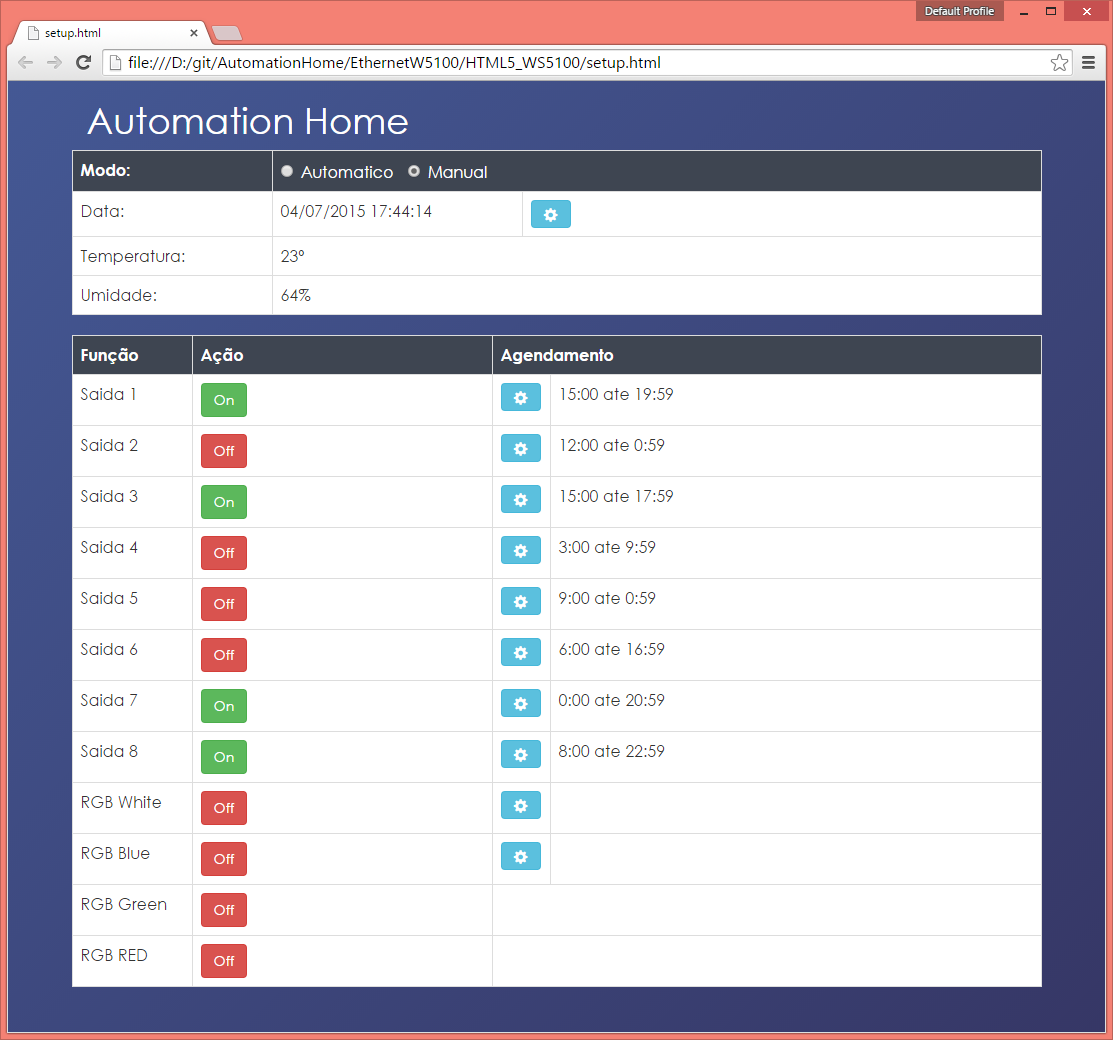 Default Profile
setup.html
file:///D:/git/AutomationHome/EthernetW5100/HTML5_WS5100/setup.html
Automation Home
Modo: Automatico Manual
Data: 04/07/2015 17:44:14
Temperatura: 23º
Umidade: 64%
Função Ação Agendamento
Saida 1 On 15:00 ate 19:59
Saida 2 Off 12:00 ate 0:59
Saida 3 On 15:00 ate 17:59
Saida 4 Off 3:00 ate 9:59
Saida 5 Off 9:00 ate 0:59
Saida 6 Off 6:00 ate 16:59
Saida 7 On 0:00 ate 20:59
Saida 8 On 8:00 ate 22:59
RGB White Off
RGB Blue Off
RGB Green Off
RGB RED Off